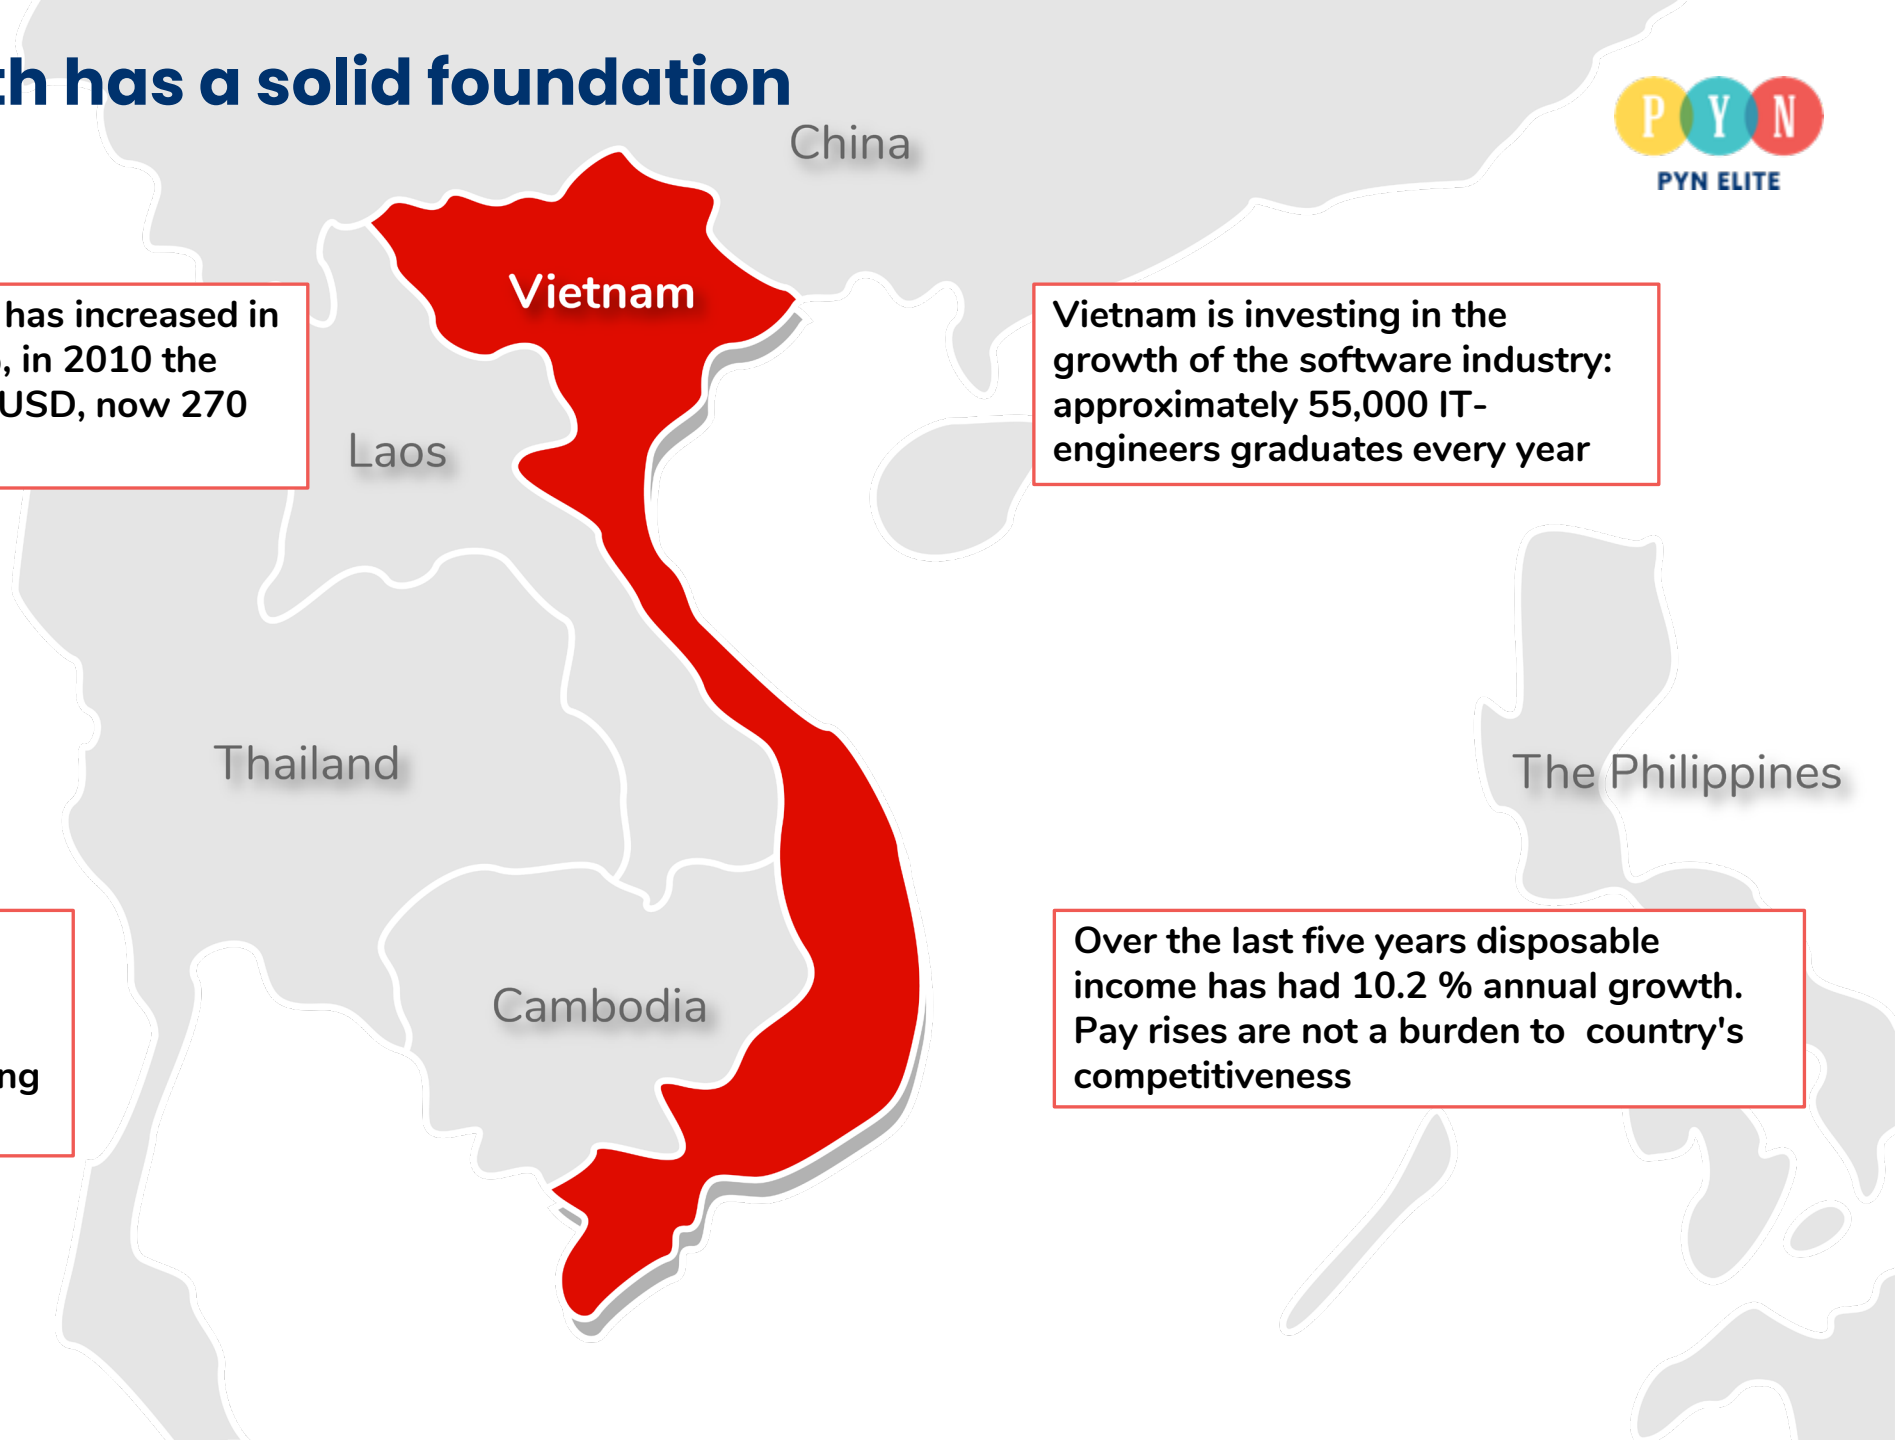 has a solid foundation
China
P Y N
PYN ELITE
Vietnam
has increased in
in 2010 the
USD, now 270
Vietnam is investing in the
growth of the software industry:
approximately 55,000 IT-
engineers graduates every year
Laos
Thailand
The Philippines
Cambodia
Over the last five years disposable
income has had 10.2 % annual growth.
Pay rises are not a burden to  country's
competitiveness